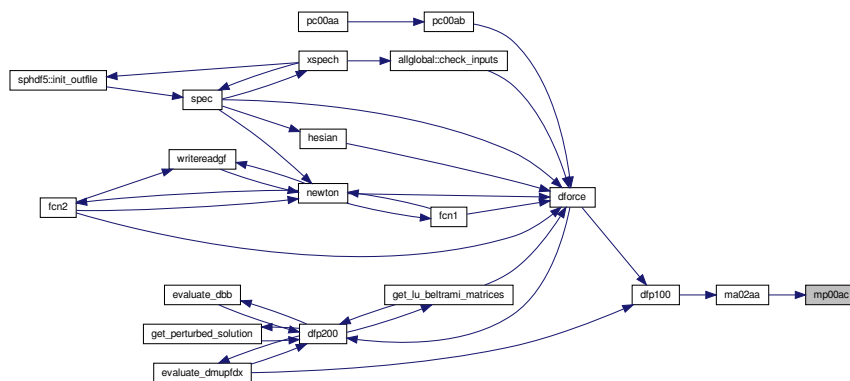 pc00aa
pc00ab
xspech
allglobal::check_inputs
sphdf5::init_outfile
spec
hesian
writereadgf
newton
dforce
fcn2
fcn1
evaluate_dbb
get_lu_beltrami_matrices
dfp100
ma02aa
mp00ac
get_perturbed_solution
dfp200
evaluate_dmupfdx